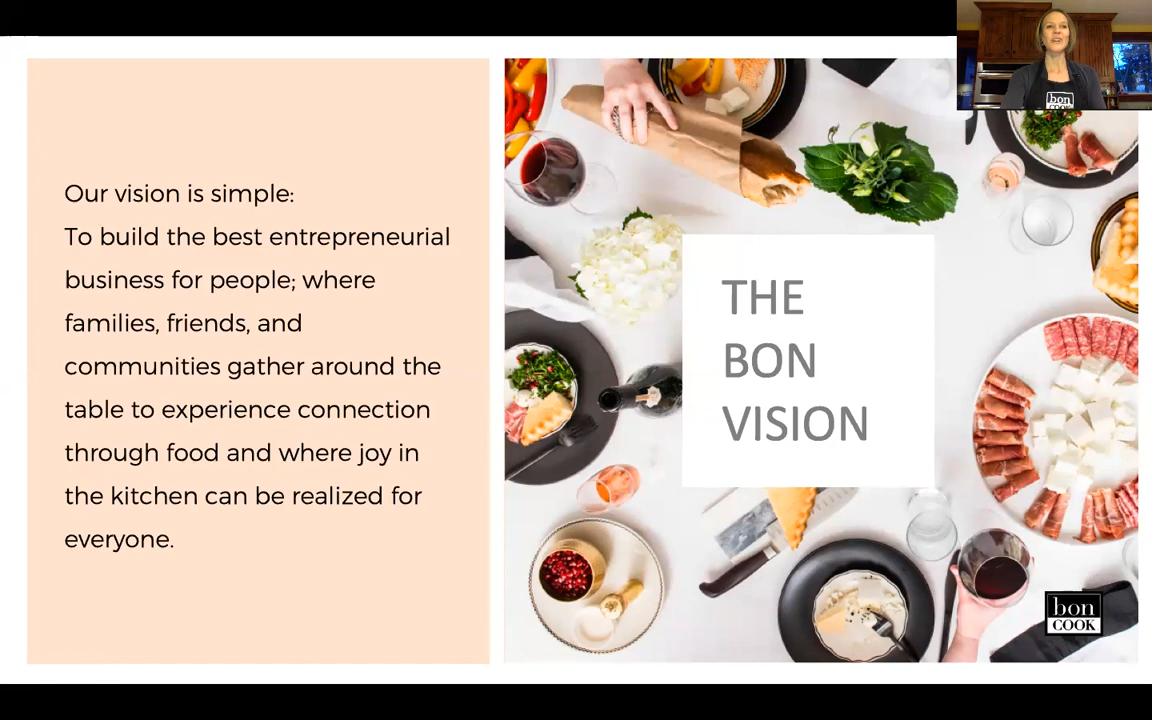 Our vision is simple:
To build the best entrepreneurial
business for people; where
families, friends, and
communities gather around the
table to experience connection
through food and where joy in
the kitchen can be realized for
everyone.
THE
BON
VISION
bon
COOK
bon
COOK